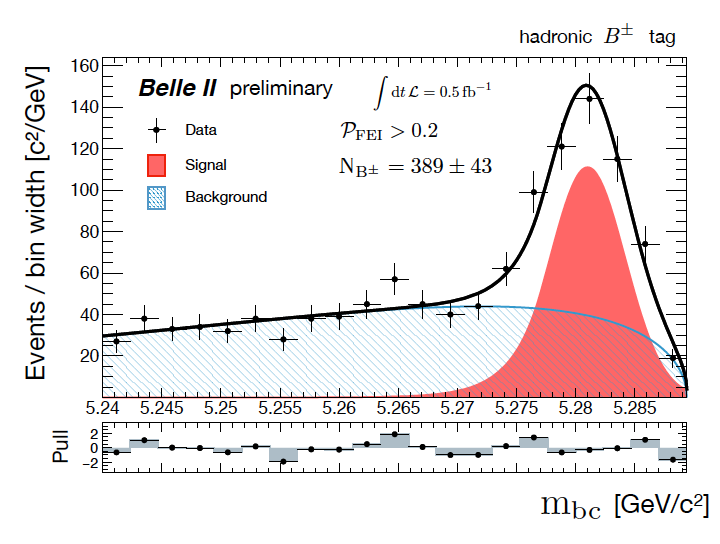 hadronic B± tag
Belle II preliminary
∫ dt 𝓛 = 0.5 fb⁻¹
Data
𝒫FEI > 0.2
Signal
NB± = 389 ± 43
Background
Events / bin width [c²/GeV]
160
140
120
100
80
60
40
20
5.24 5.245 5.25 5.255 5.26 5.265 5.27 5.275 5.28 5.285
Pull
2
0
−2
mbc [GeV/c²]